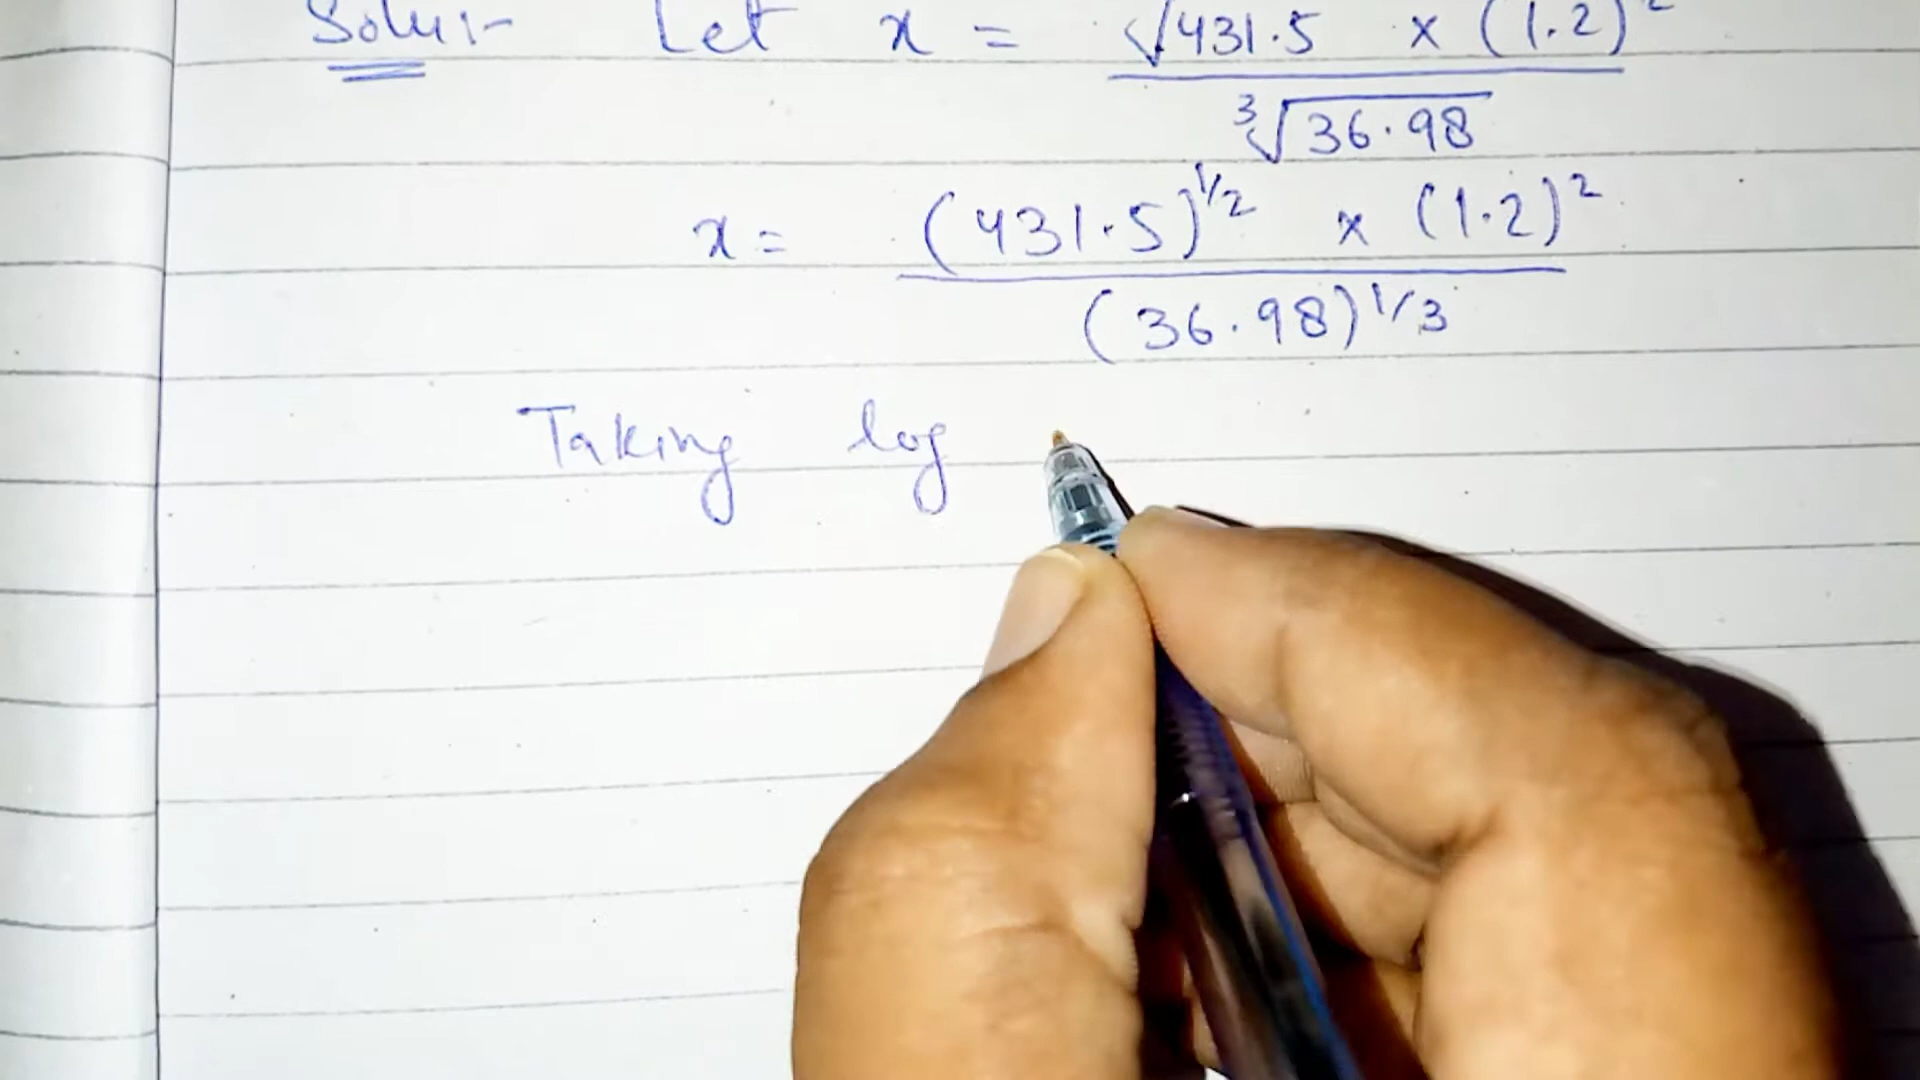 Solu:- Let x = √431.5 × (1.2)²
³√36.98
x = (431.5)^1/2 × (1.2)²
(36.98)^1/3
Taking log